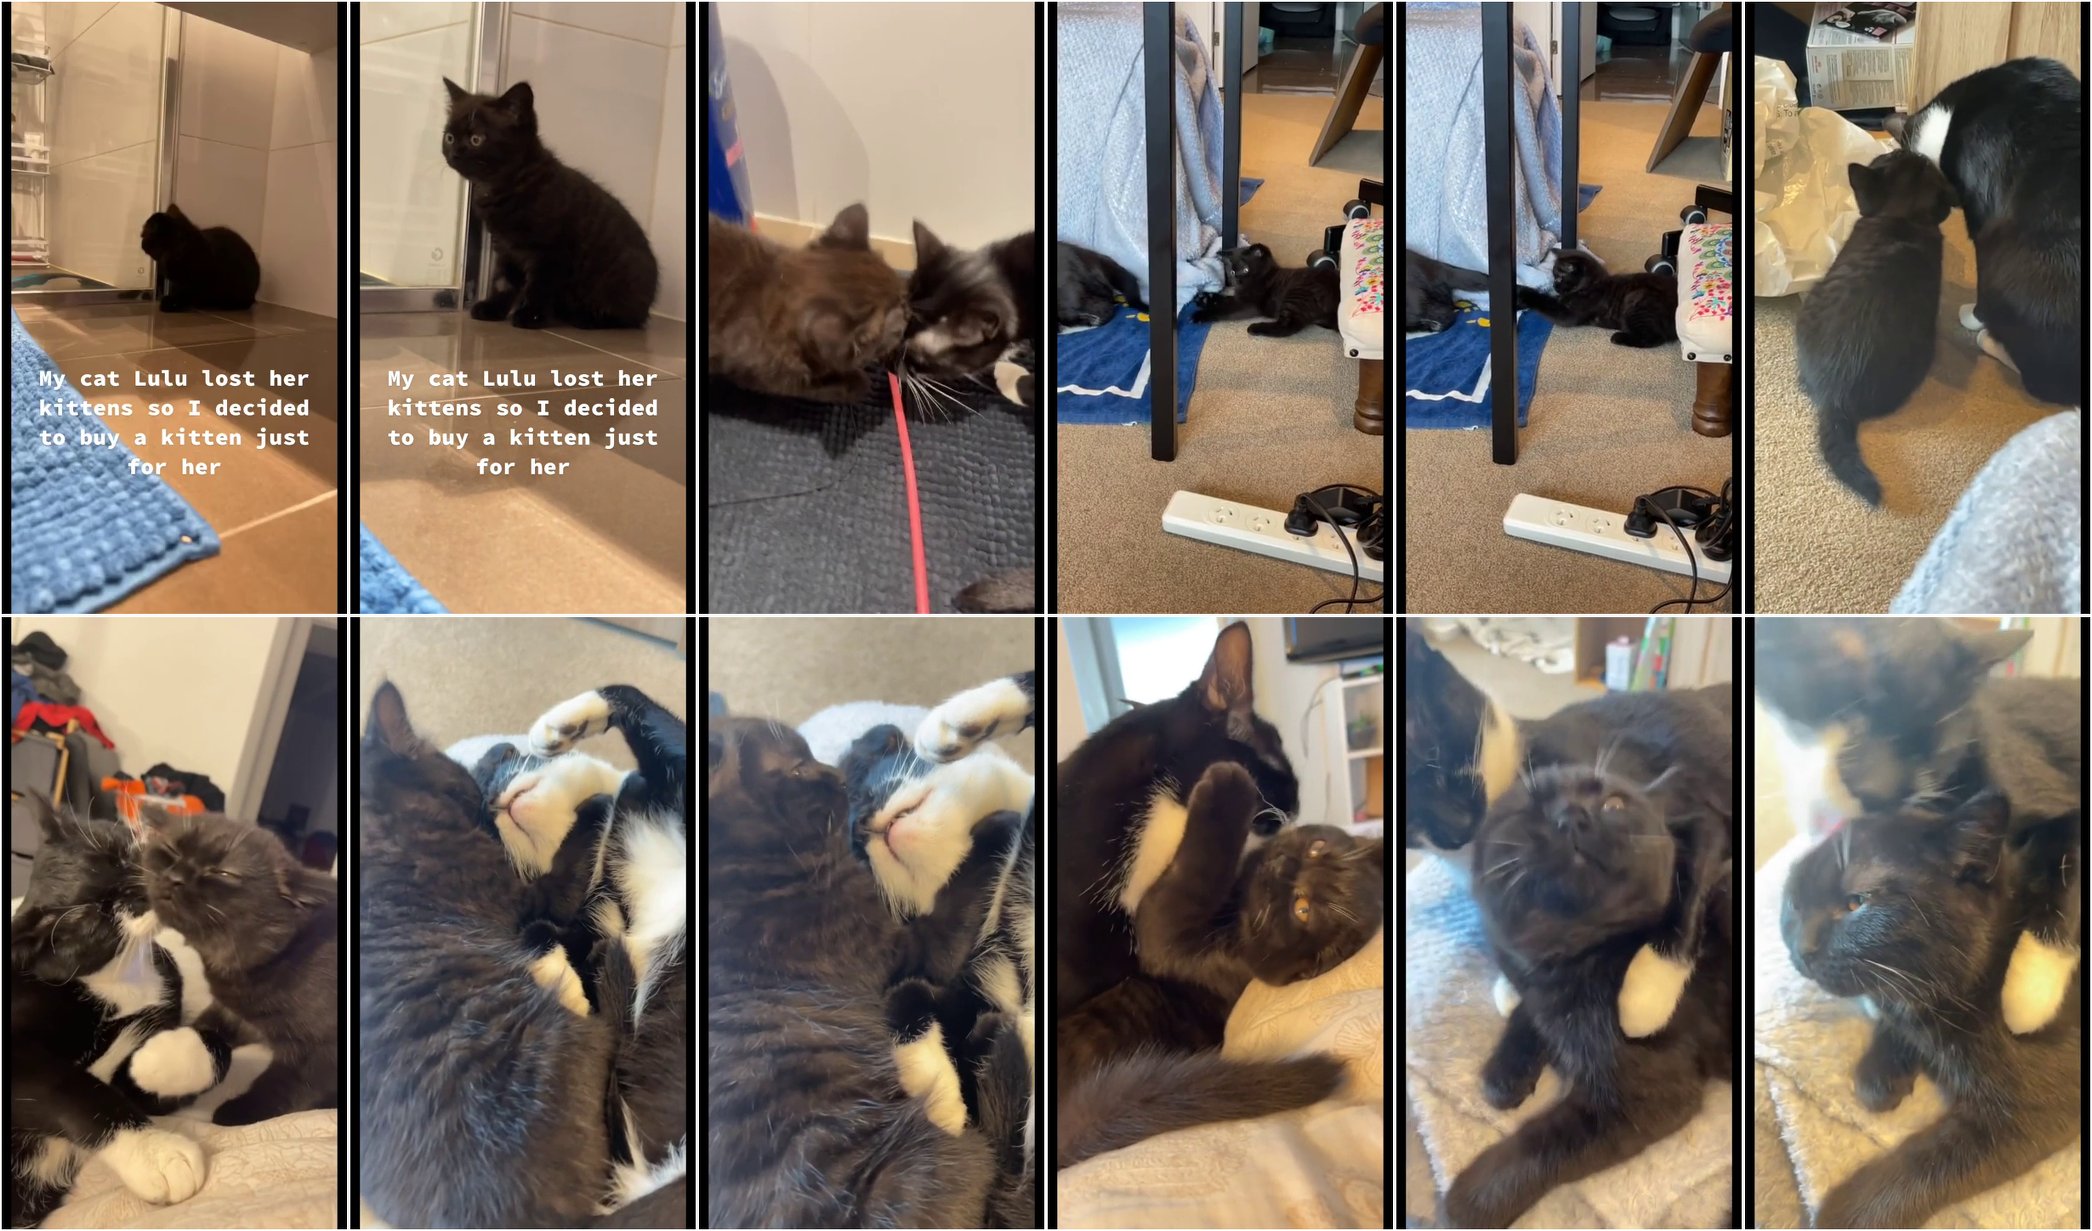 My cat Lulu lost her
kittens so I decided
to buy a kitten just
for her
My cat Lulu lost her
kittens so I decided
to buy a kitten just
for her